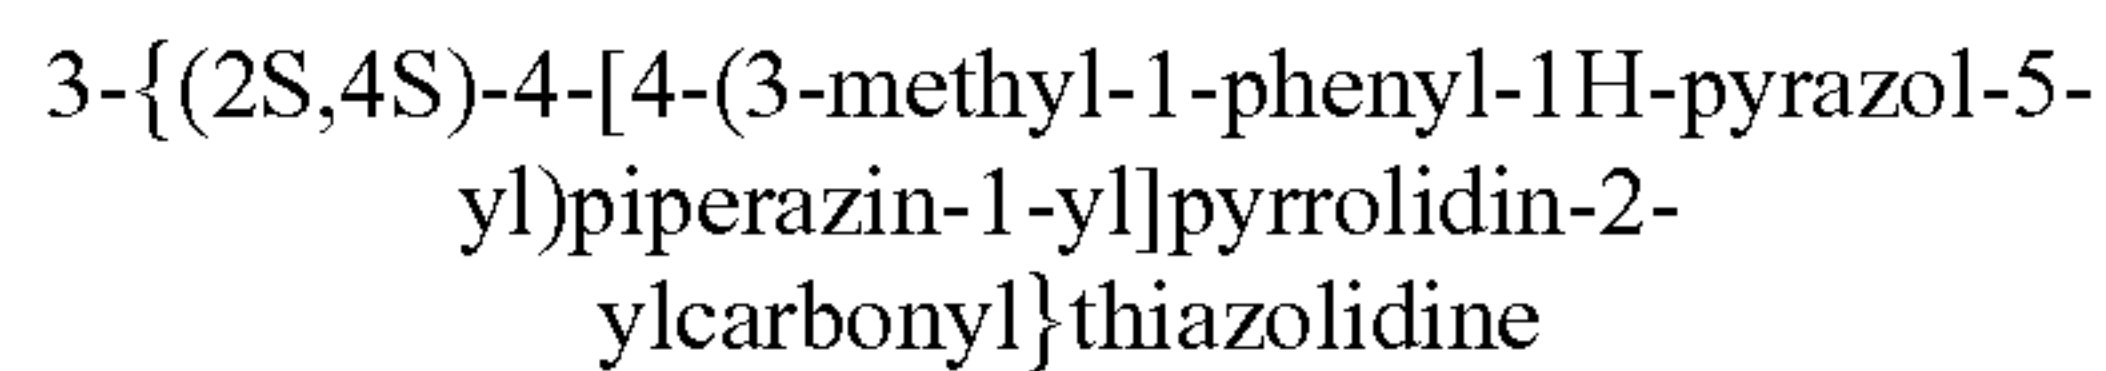 3-{(2S,4S)-4-[4-(3-methyl-1-phenyl-1H-pyrazol-5-
yl)piperazin-1-yl]pyrrolidin-2-
ylcarbonyl}thiazolidine